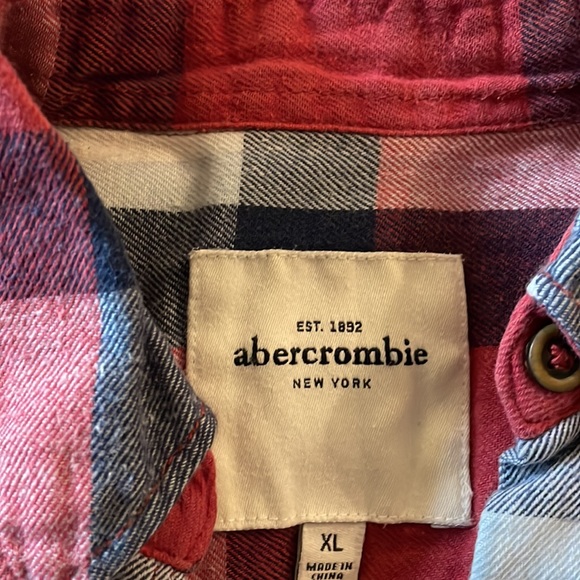 EST. 1892
abercrombie
NEW YORK
XL
MADE IN
CHINA